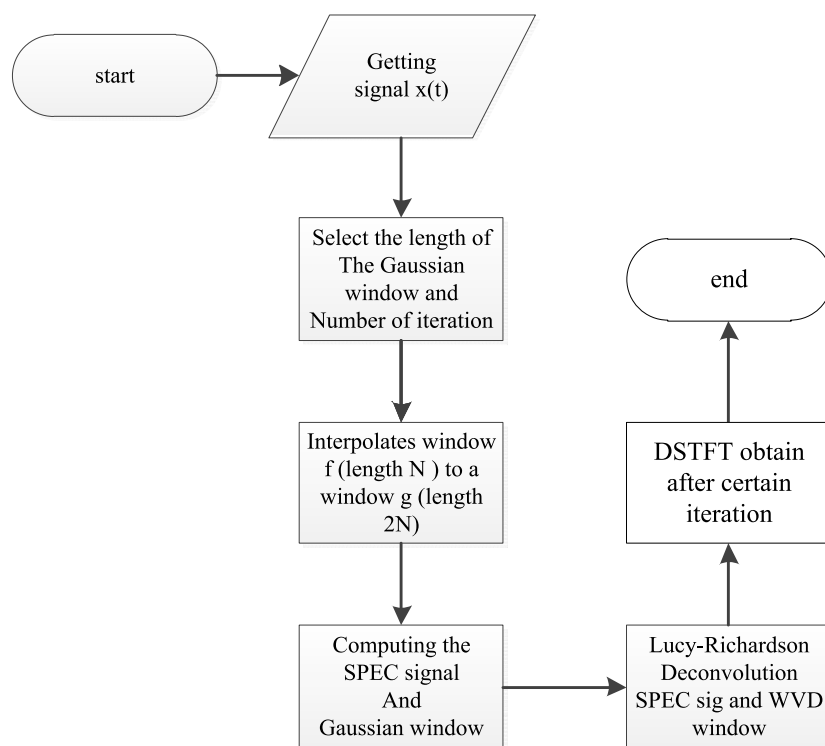 start
Getting
signal x(t)
Select the length of
The Gaussian
window and
Number of iteration
Interpolates window
f (length N ) to a
window g (length
2N)
Computing the
SPEC signal
And
Gaussian window
Lucy-Richardson
Deconvolution
SPEC sig and WVD
window
DSTFT obtain
after certain
iteration
end